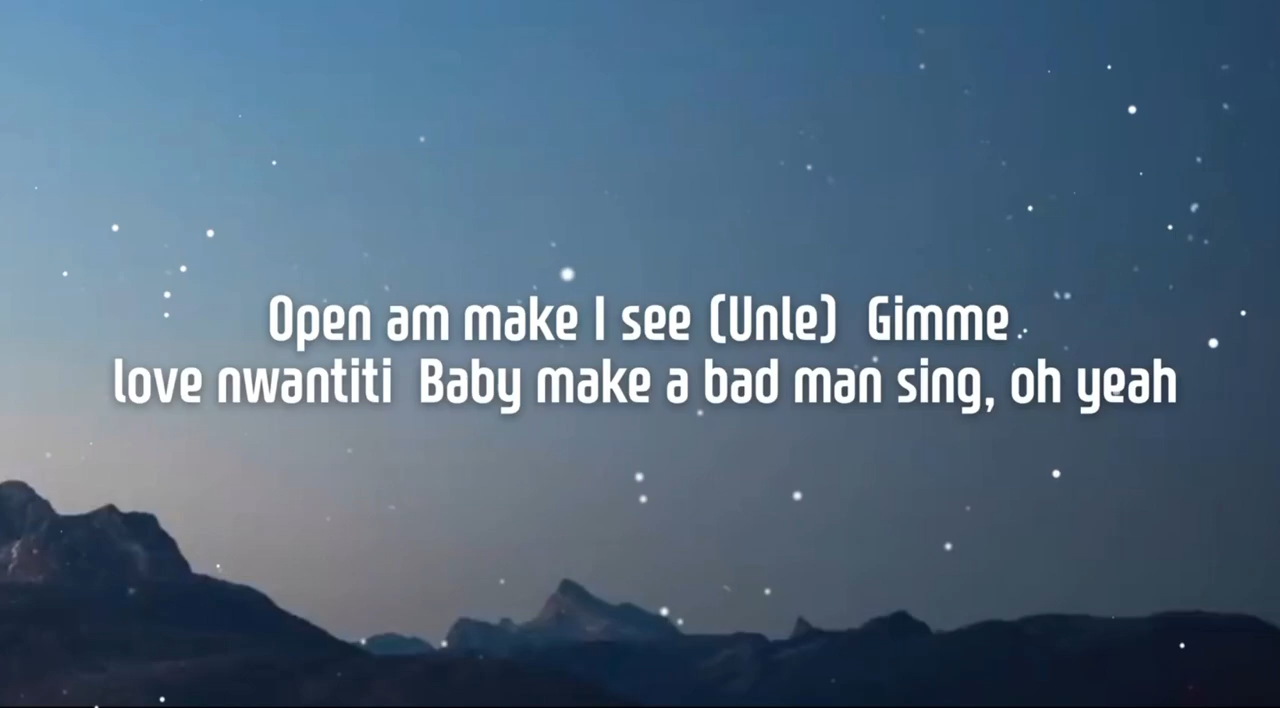 Open am make I see (Unle)  Gimme
love nwantiti  Baby make a bad man sing, oh yeah